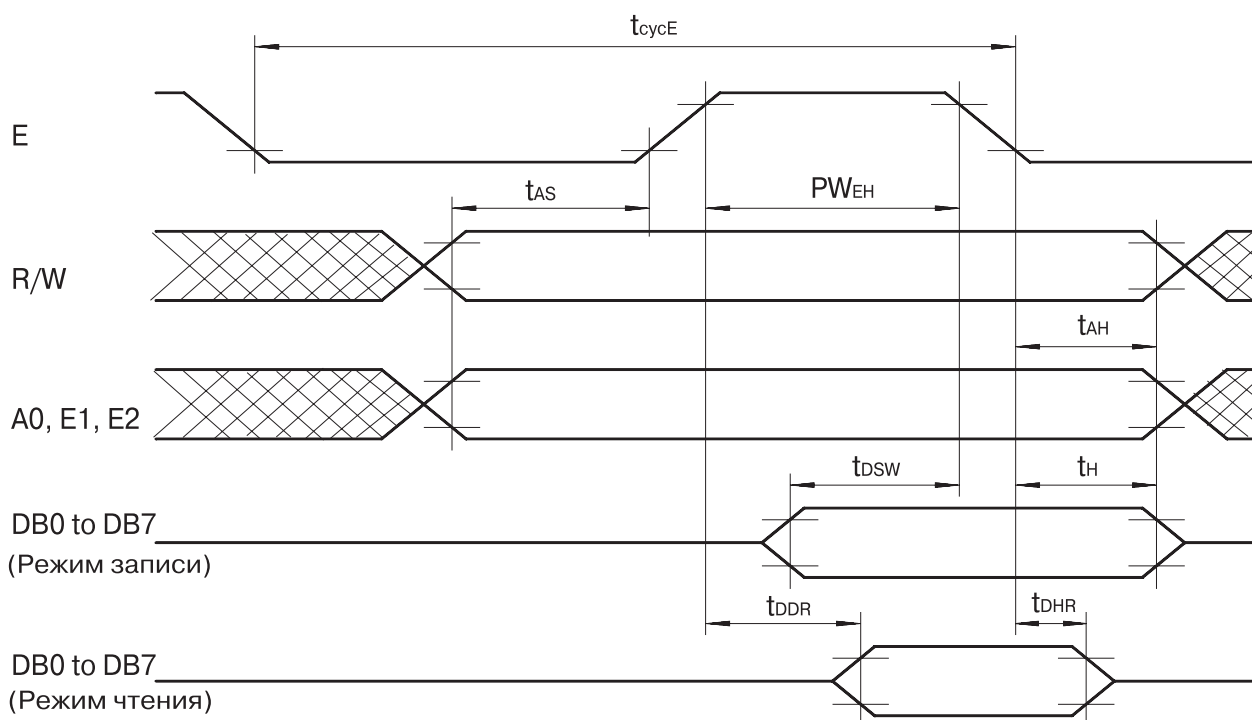 tcycE
E
tAS
PWEH
R/W
tAH
A0, E1, E2
tDSW
tH
DB0 to DB7
(Режим записи)
tDDR
tDHR
DB0 to DB7
(Режим чтения)